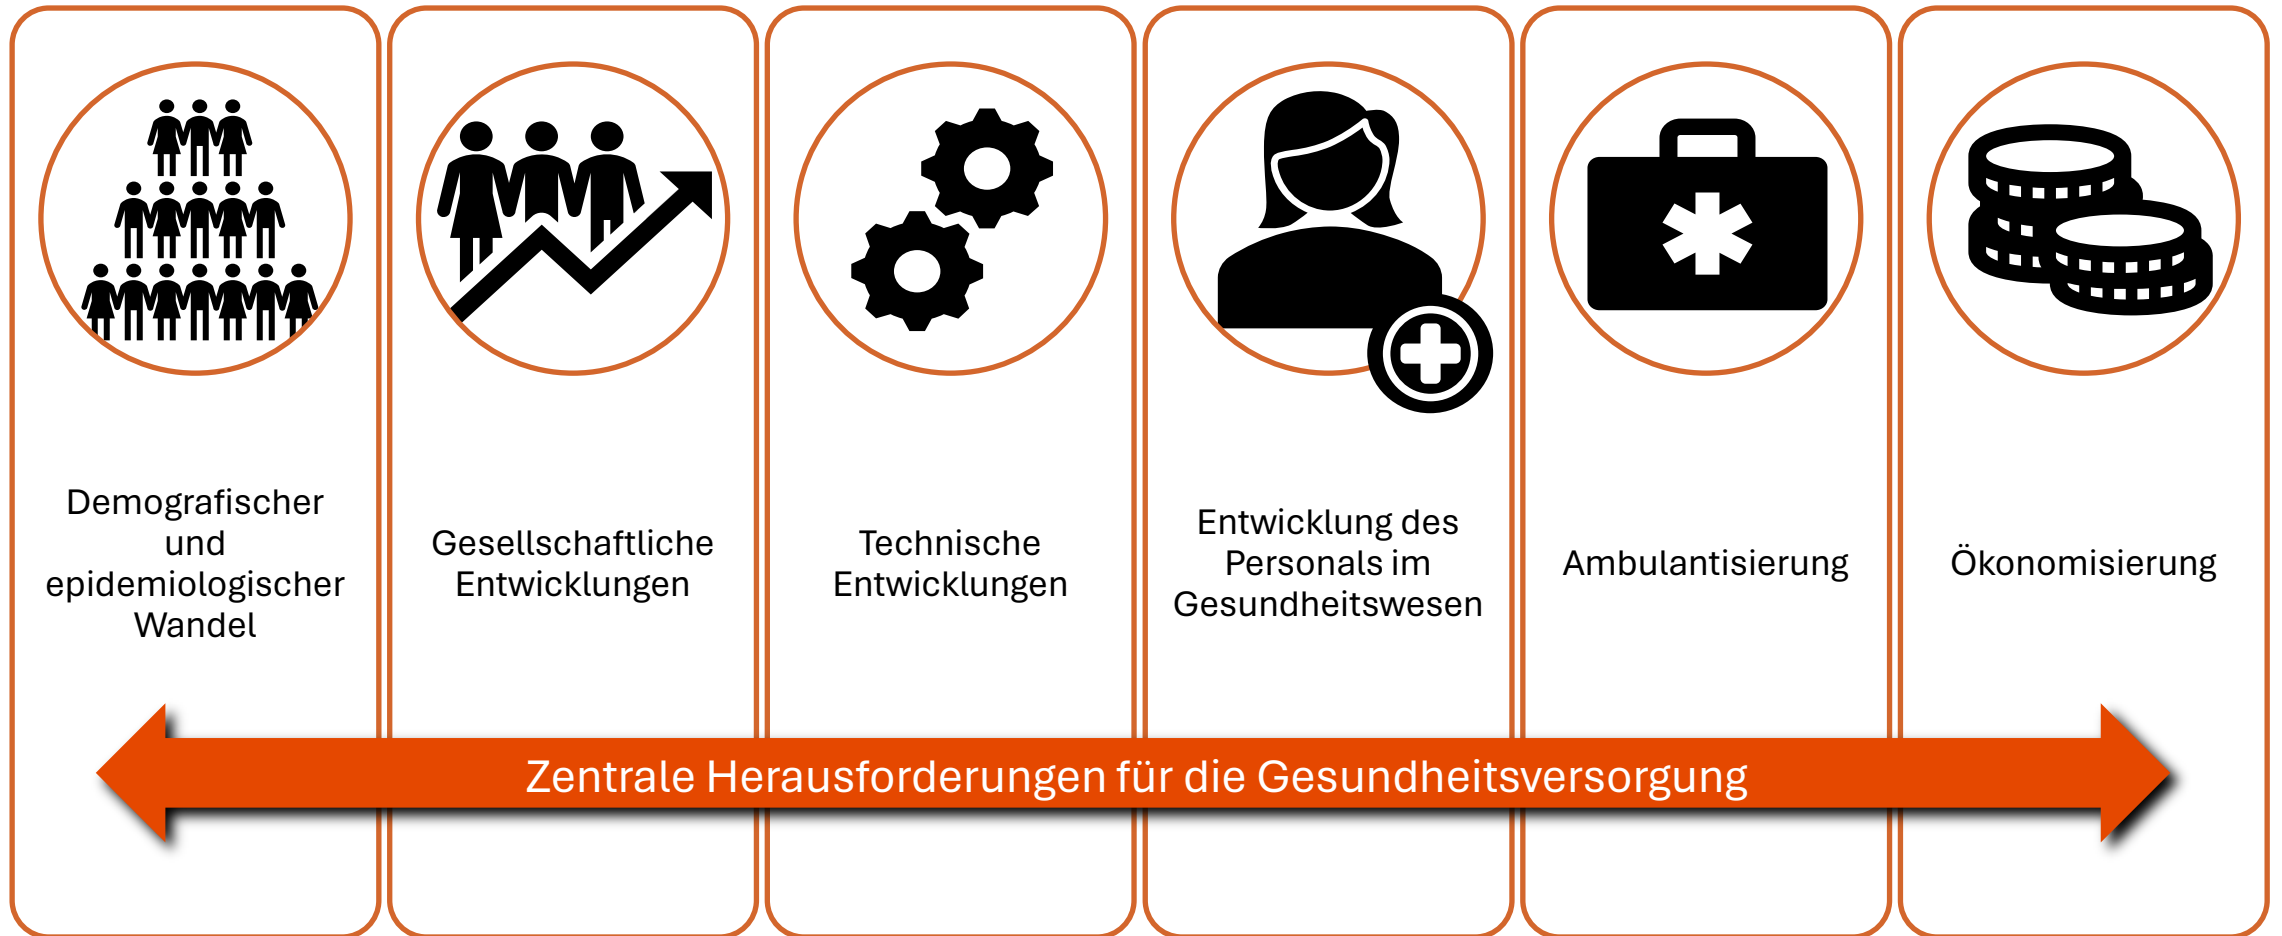 Demografischer
und
epidemiologischer
Wandel
Gesellschaftliche
Entwicklungen
Technische
Entwicklungen
Entwicklung des
Personals im
Gesundheitswesen
Ambulantisierung
Ökonomisierung
Zentrale Herausforderungen für die Gesundheitsversorgung